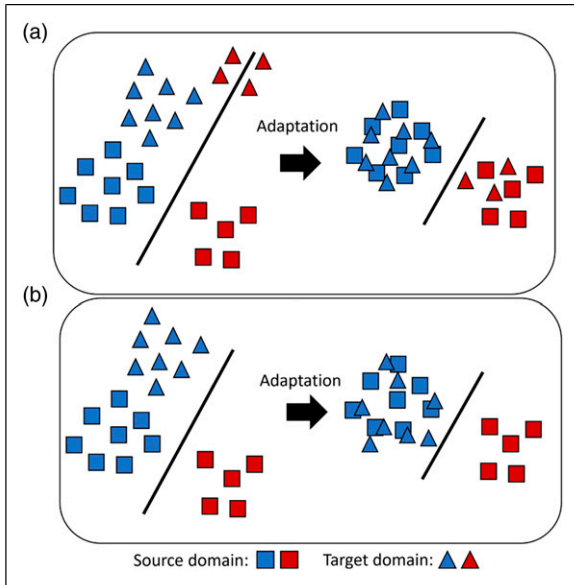 (a)
Adaptation
(b)
Adaptation
Source domain: Target domain: